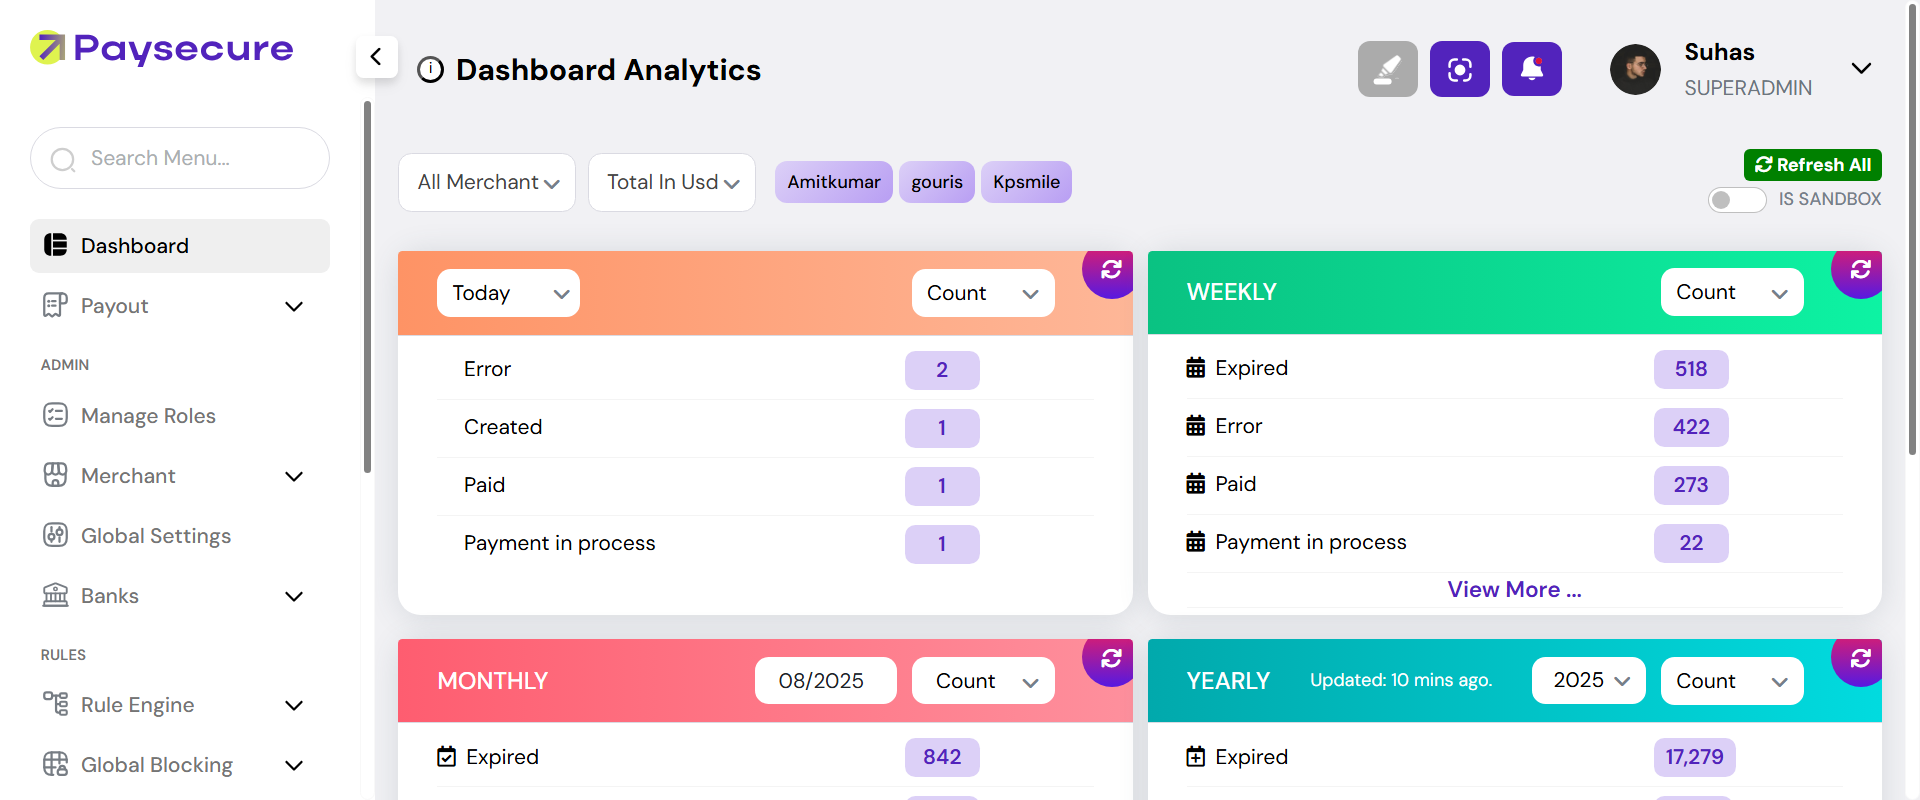 Paysecure
Search Menu...
Dashboard
Payout
ADMIN
Manage Roles
Merchant
Global Settings
Banks
RULES
Rule Engine
Global Blocking
Dashboard Analytics
Suhas
SUPERADMIN
All Merchant
Total In Usd
Amitkumar
gouris
Kpsmile
Refresh All
IS SANDBOX
Today
Count
Error 2
Created 1
Paid 1
Payment in process 1
WEEKLY
Count
Expired 518
Error 422
Paid 273
Payment in process 22
View More ...
MONTHLY
08/2025
Count
Expired 842
YEARLY
Updated: 10 mins ago.
2025
Count
Expired 17,279